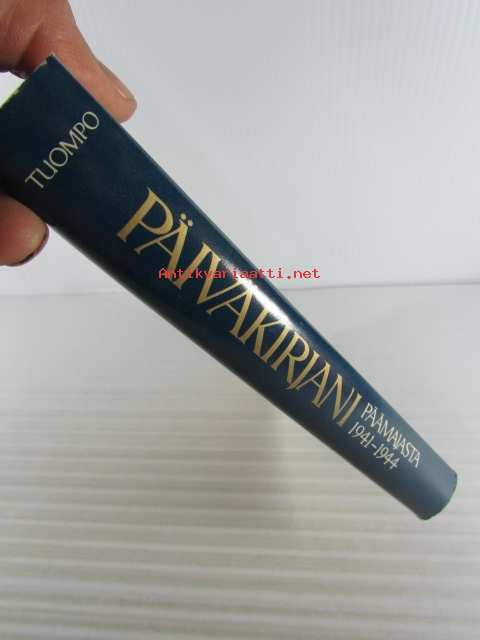 TUOMPO
PÄIVÄKIRJANI
PÄÄMAJASTA
1941-1944
Antikvariaatti.net